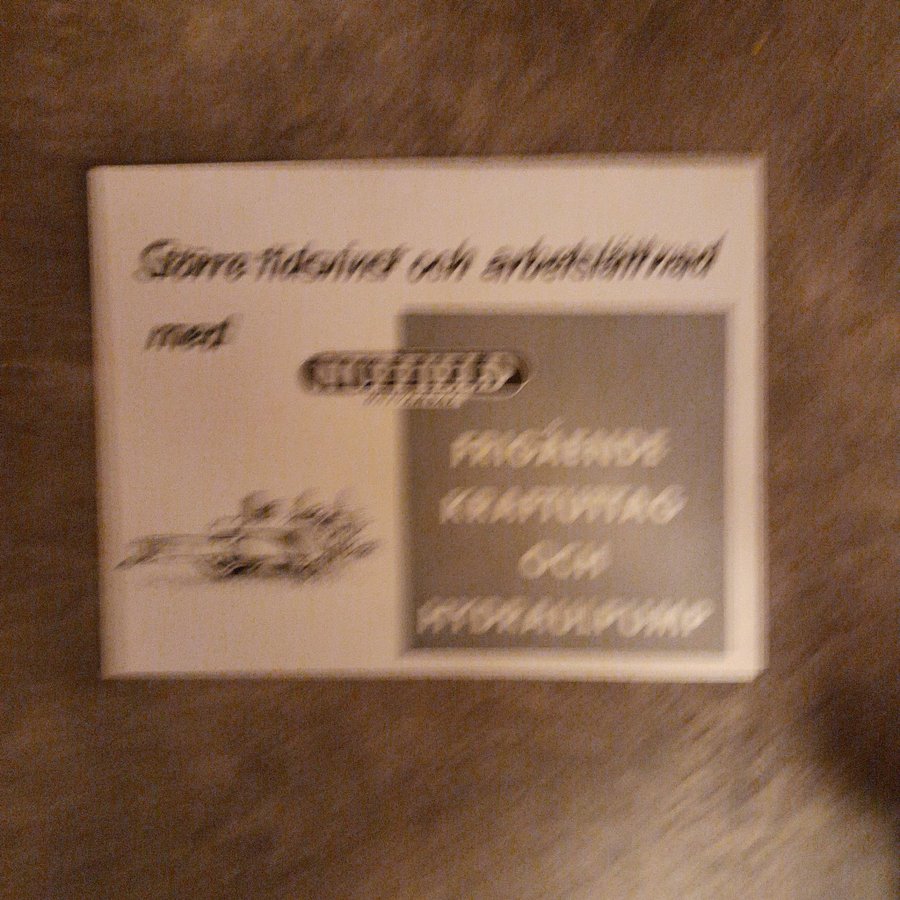 Större tidsvinst och arbetslättnad
med
FRIGÅENDE
KRAFTUTTAG
OCH
HYDRAULPUMP